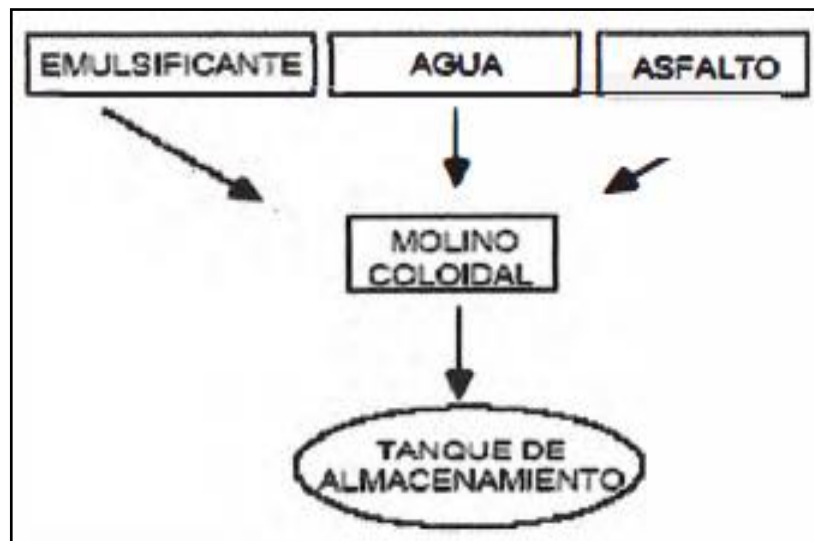 EMULSIFICANTE
AGUA
ASFALTO
MOLINO
COLOIDAL
TANQUE DE
ALMACENAMIENTO